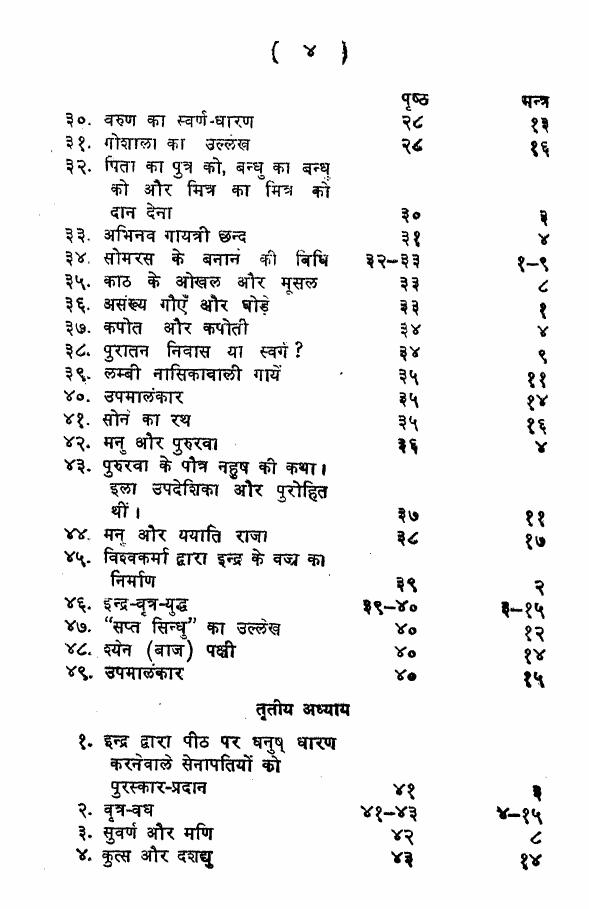 ( ४ )
पृष्ठ मन्त्र
३०. वरुण का स्वर्ण-धारण २८ १३
३१. गोशाला का उल्लेख २८ १६
३२. पिता का पुत्र को, बन्धु का बन्धु
को और मित्र का मित्र को
दान देना ३० ३
३३. अभिनव गायत्री छन्द ३१ ४
३४. सोमरस के बनाने की विधि ३२-३३ १-९
३५. काठ के ओखल और मूसल ३३ ८
३६. असंख्य गौएँ और घोड़े ३३ १
३७. कपोत और कपोती ३४ ४
३८. पुरातन निवास या स्वर्ग? ३४ ९
३९. लम्बी नासिकावाली गायें ३५ ११
४०. उपमालंकार ३५ १४
४१. सोने का रथ ३५ १६
४२. मनु और पुरुरवा ३६ ४
४३. पुरुरवा के पौत्र नहुष की कथा।
इला उपदेशिका और पुरोहित
थीं। ३७ ११
४४. मनु और ययाति राजा ३८ १७
४५. विश्वकर्मा द्वारा इन्द्र के वज्र का
निर्माण ३९ २
४६. इन्द्र-वृत्र-युद्ध ३९-४० ३-१५
४७. "सप्त सिन्धु" का उल्लेख ४० १२
४८. श्येन (बाज) पक्षी ४० १४
४९. उपमालंकार ४० १५
तृतीय अध्याय
१. इन्द्र द्वारा पीठ पर धनुष् धारण
करनेवाले सेनापतियों को
पुरस्कार-प्रदान ४१ ३
२. वृत्र-वध ४१-४३ ४-१५
३. सुवर्ण और मणि ४२ ८
४. कुत्स और दशद्यु ४३ १४